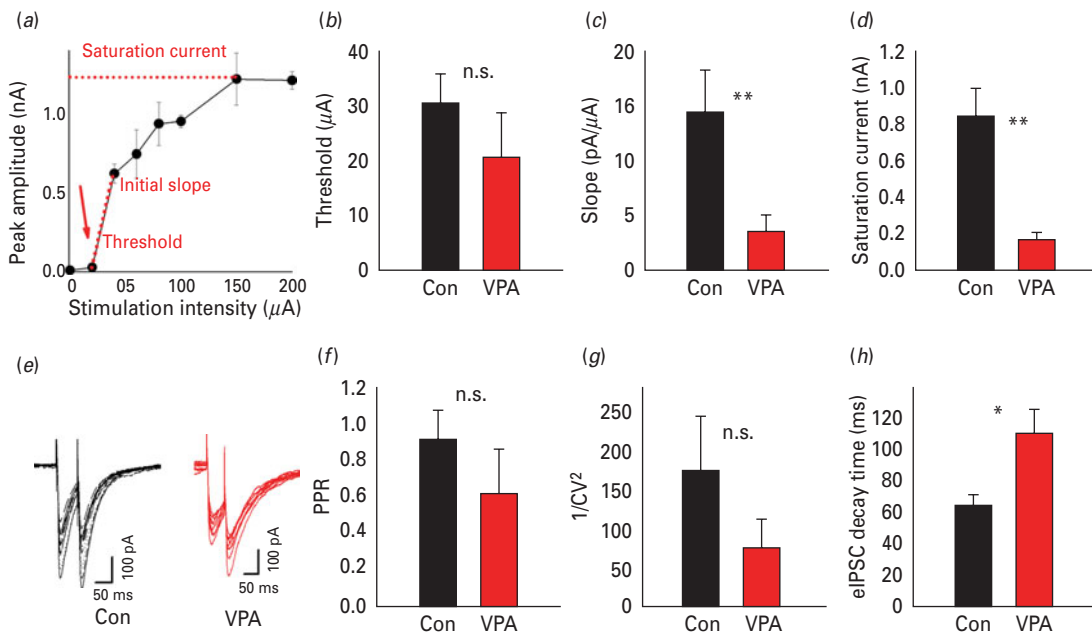 (a)
Peak amplitude (nA)
1.0
0.5
0.0
Saturation current
Initial slope
Threshold
0 05 100 150 200
Stimulation intensity (μA)
(b)
Threshold (μA)
40
30
20
10
0
n.s.
Con VPA
(c)
Slope (pA/μA)
20
16
12
8
5
0
**
Con VPA
(d)
Saturation current (nA)
1.2
1.0
0.8
0.6
0.4
0.2
0
**
Con VPA
(e)
100 pA
50 ms
Con
100 pA
50 ms
VPA
(f)
PPR
1.2
1.0
0.8
0.6
0.4
0.2
0.0
n.s.
Con VPA
(g)
1/CV²
250
200
150
100
50
0
n.s.
Con VPA
(h)
eIPSC decay time (ms)
120
100
80
60
40
20
0
*
Con VPA